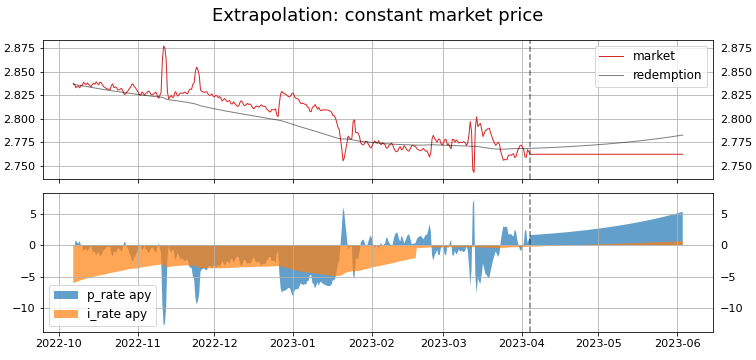 Extrapolation: constant market price
2.875 2.875
2.850 2.850
2.825 2.825
2.800 2.800
2.775 2.775
2.750 2.750
market
redemption
5 5
0 0
−5 −5
−10 −10
p_rate apy
i_rate apy
2022-10 2022-11 2022-12 2023-01 2023-02 2023-03 2023-04 2023-05 2023-06